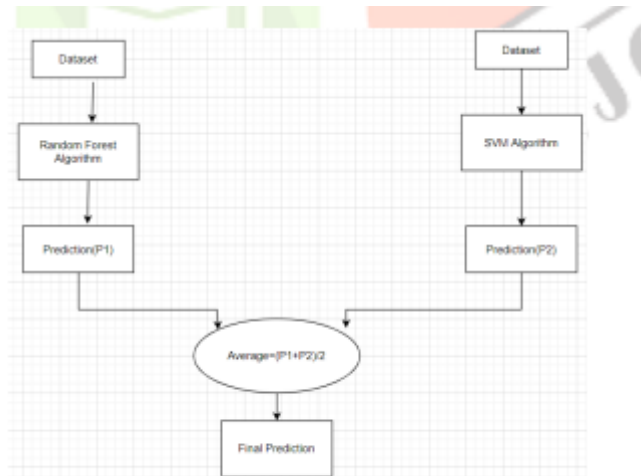 Dataset
Dataset
Random Forest
Algorithm
SVM Algorithm
Prediction(P1)
Prediction(P2)
Average=(P1+P2)/2
Final Prediction